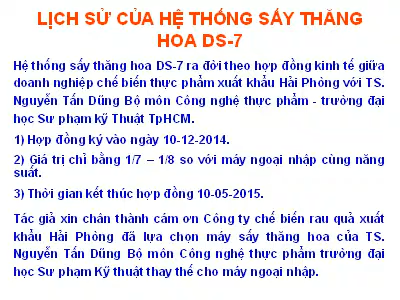 LỊCH SỬ CỦA HỆ THỐNG SẤY THĂNG
HOA DS-7
Hệ thống sấy thăng hoa DS-7 ra đời theo hợp đồng kinh tế giữa
doanh nghiệp chế biến thực phẩm xuất khẩu Hải Phòng với TS.
Nguyễn Tấn Dũng Bộ môn Công nghệ thực phẩm - trường đại
học Sư phạm kỹ Thuật TpHCM.
1) Hợp đồng ký vào ngày 10-12-2014.
2) Giá trị chỉ bằng 1/7 – 1/8 so với máy ngoại nhập cùng năng
suất.
3) Thời gian kết thúc hợp đồng 10-05-2015.
Tác giả xin chân thành cám ơn Công ty chế biến rau quả xuất
khẩu Hải Phòng đã lựa chọn máy sấy thăng hoa của TS.
Nguyễn Tấn Dũng Bộ môn Công nghệ thực phẩm trường đại
học Sư phạm Kỹ thuật thay thế cho máy ngoại nhập.